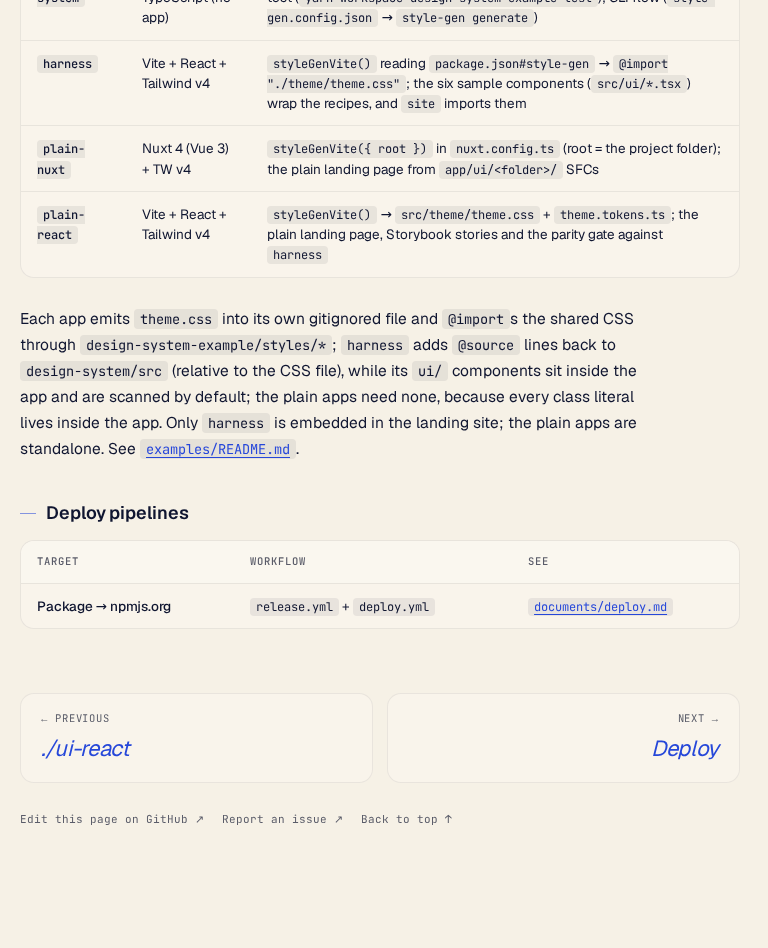 app)
gen.config.json → style-gen generate )
harness Vite + React + styleGenVite() reading package.json#style-gen → @import
Tailwind v4 "./theme/theme.css" ; the six sample components ( src/ui/*.tsx )
wrap the recipes, and site imports them
plain- Nuxt 4 (Vue 3) styleGenVite({ root }) in nuxt.config.ts (root = the project folder);
nuxt + TW v4 the plain landing page from app/ui/<folder>/ SFCs
plain- Vite + React + styleGenVite() → src/theme/theme.css + theme.tokens.ts ; the
react Tailwind v4 plain landing page, Storybook stories and the parity gate against
harness
Each app emits theme.css into its own gitignored file and @import s the shared CSS
through design-system-example/styles/* ; harness adds @source lines back to
design-system/src (relative to the CSS file), while its ui/ components sit inside the
app and are scanned by default; the plain apps need none, because every class literal
lives inside the app. Only harness is embedded in the landing site; the plain apps are
standalone. See examples/README.md .
— Deploy pipelines
TARGET WORKFLOW SEE
Package → npmjs.org release.yml + deploy.yml documents/deploy.md
← PREVIOUS
./ui-react
NEXT →
Deploy
Edit this page on GitHub ↗ Report an issue ↗ Back to top ↑